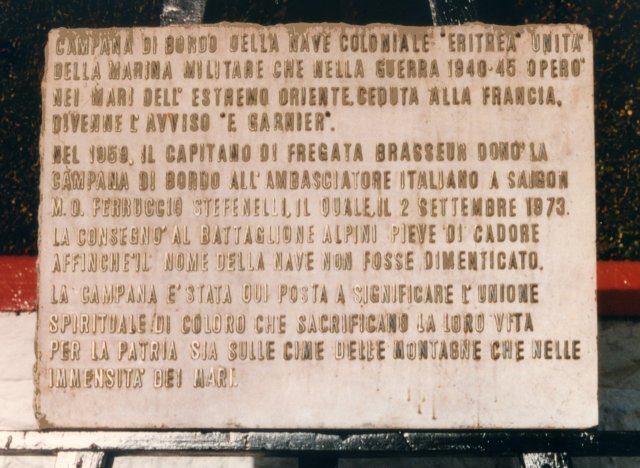 CAMPANA DI BORDO DELLA NAVE COLONIALE "ERITREA" UNITA'
DELLA MARINA MILITARE CHE NELLA GUERRA 1940-45 OPERO'
NEI MARI DELL' ESTREMO ORIENTE. CEDUTA ALLA FRANCIA,
DIVENNE L'AVVISO "E GARNIER".
NEL 1959, IL CAPITANO DI FREGATA BRASSEUR DONO' LA
CAMPANA DI BORDO ALL'AMBASCIATORE ITALIANO A SAIGON
M.O. FERRUCCIO STEFENELLI, IL QUALE, IL 2 SETTEMBRE 1973.
LA CONSEGNO' AL BATTAGLIONE ALPINI PIEVE DI CADORE
AFFINCHE' IL NOME DELLA NAVE NON FOSSE DIMENTICATO.
LA CAMPANA E' STATA QUI POSTA A SIGNIFICARE L'UNIONE
SPIRITUALE DI COLORO CHE SACRIFICANO LA LORO VITA
PER LA PATRIA SIA SULLE CIME DELLE MONTAGNE CHE NELLE
IMMENSITA' DEI MARI.